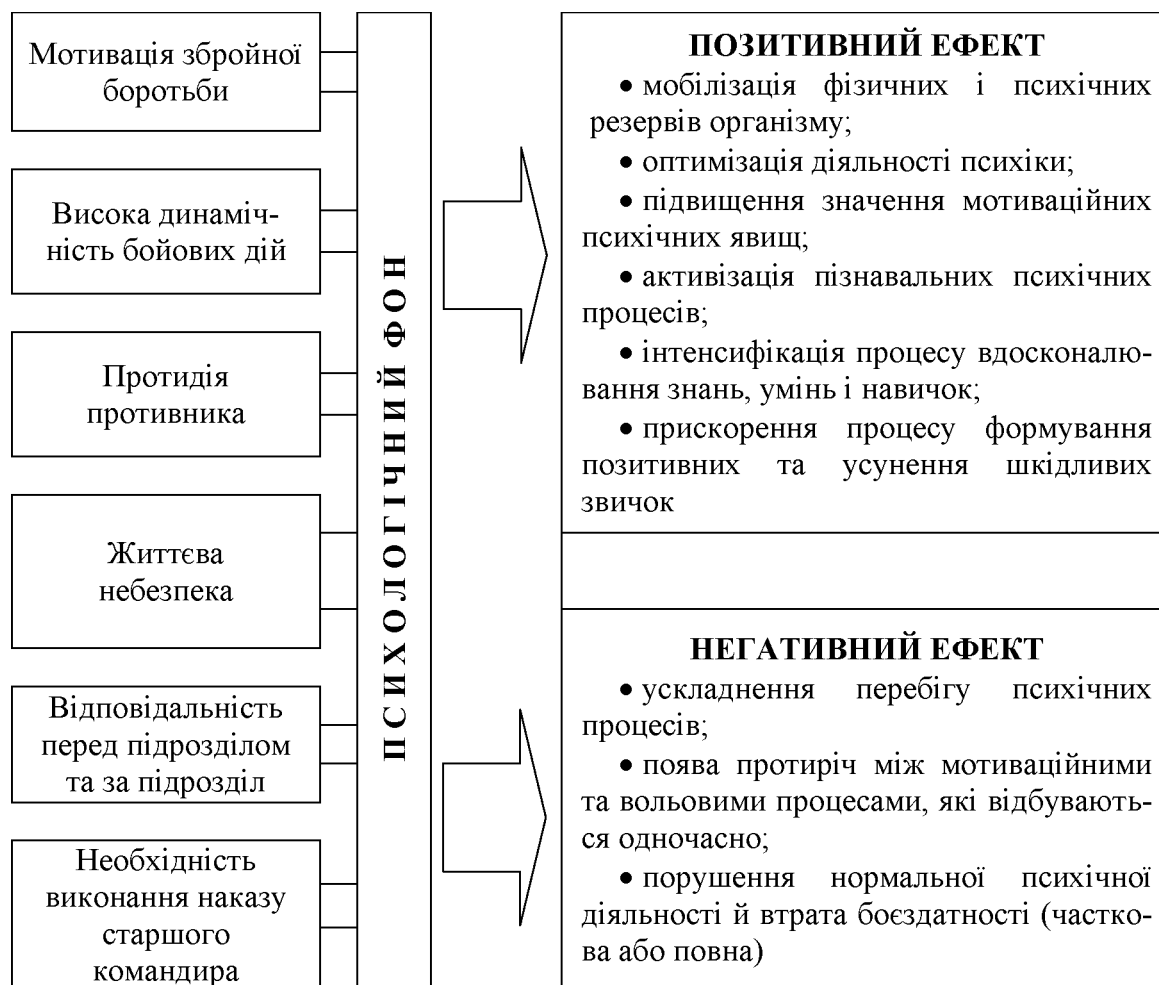 Мотивація збройної
боротьби
Висока динаміч-
ність бойових дій
Протидія
противника
Життєва
небезпека
Відповідальність
перед підрозділом
та за підрозділ
Необхідність
виконання наказу
старшого
командира
ПСИХОЛОГІЧНИЙ ФОН
ПОЗИТИВНИЙ ЕФЕКТ
• мобілізація фізичних і психічних
резервів організму;
• оптимізація діяльності психіки;
• підвищення значення мотиваційних
психічних явищ;
• активізація пізнавальних психічних
процесів;
• інтенсифікація процесу вдосконалю-
вання знань, умінь і навичок;
• прискорення процесу формування
позитивних та усунення шкідливих
звичок
НЕГАТИВНИЙ ЕФЕКТ
• ускладнення перебігу психічних
процесів;
• поява протиріч між мотиваційними
та вольовими процесами, які відбувають-
ся одночасно;
• порушення нормальної психічної
діяльності й втрата боєздатності (частко-
ва або повна)